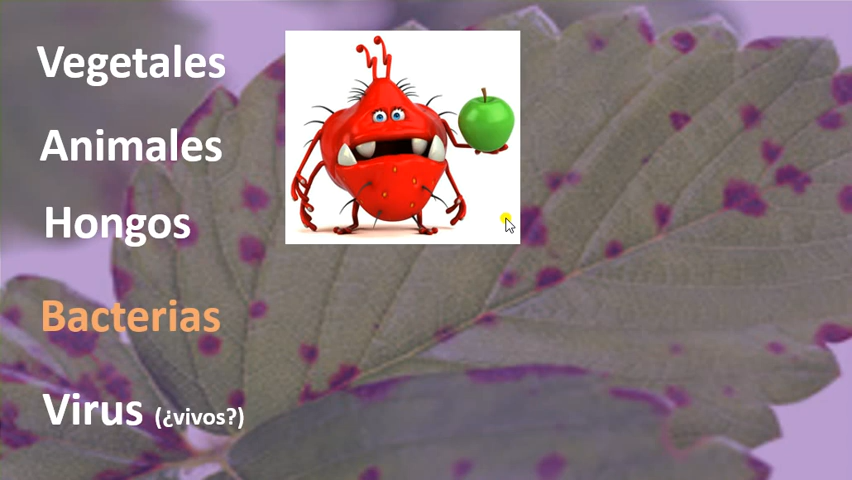 Vegetales
Animales
Hongos
Bacterias
Virus (¿vivos?)